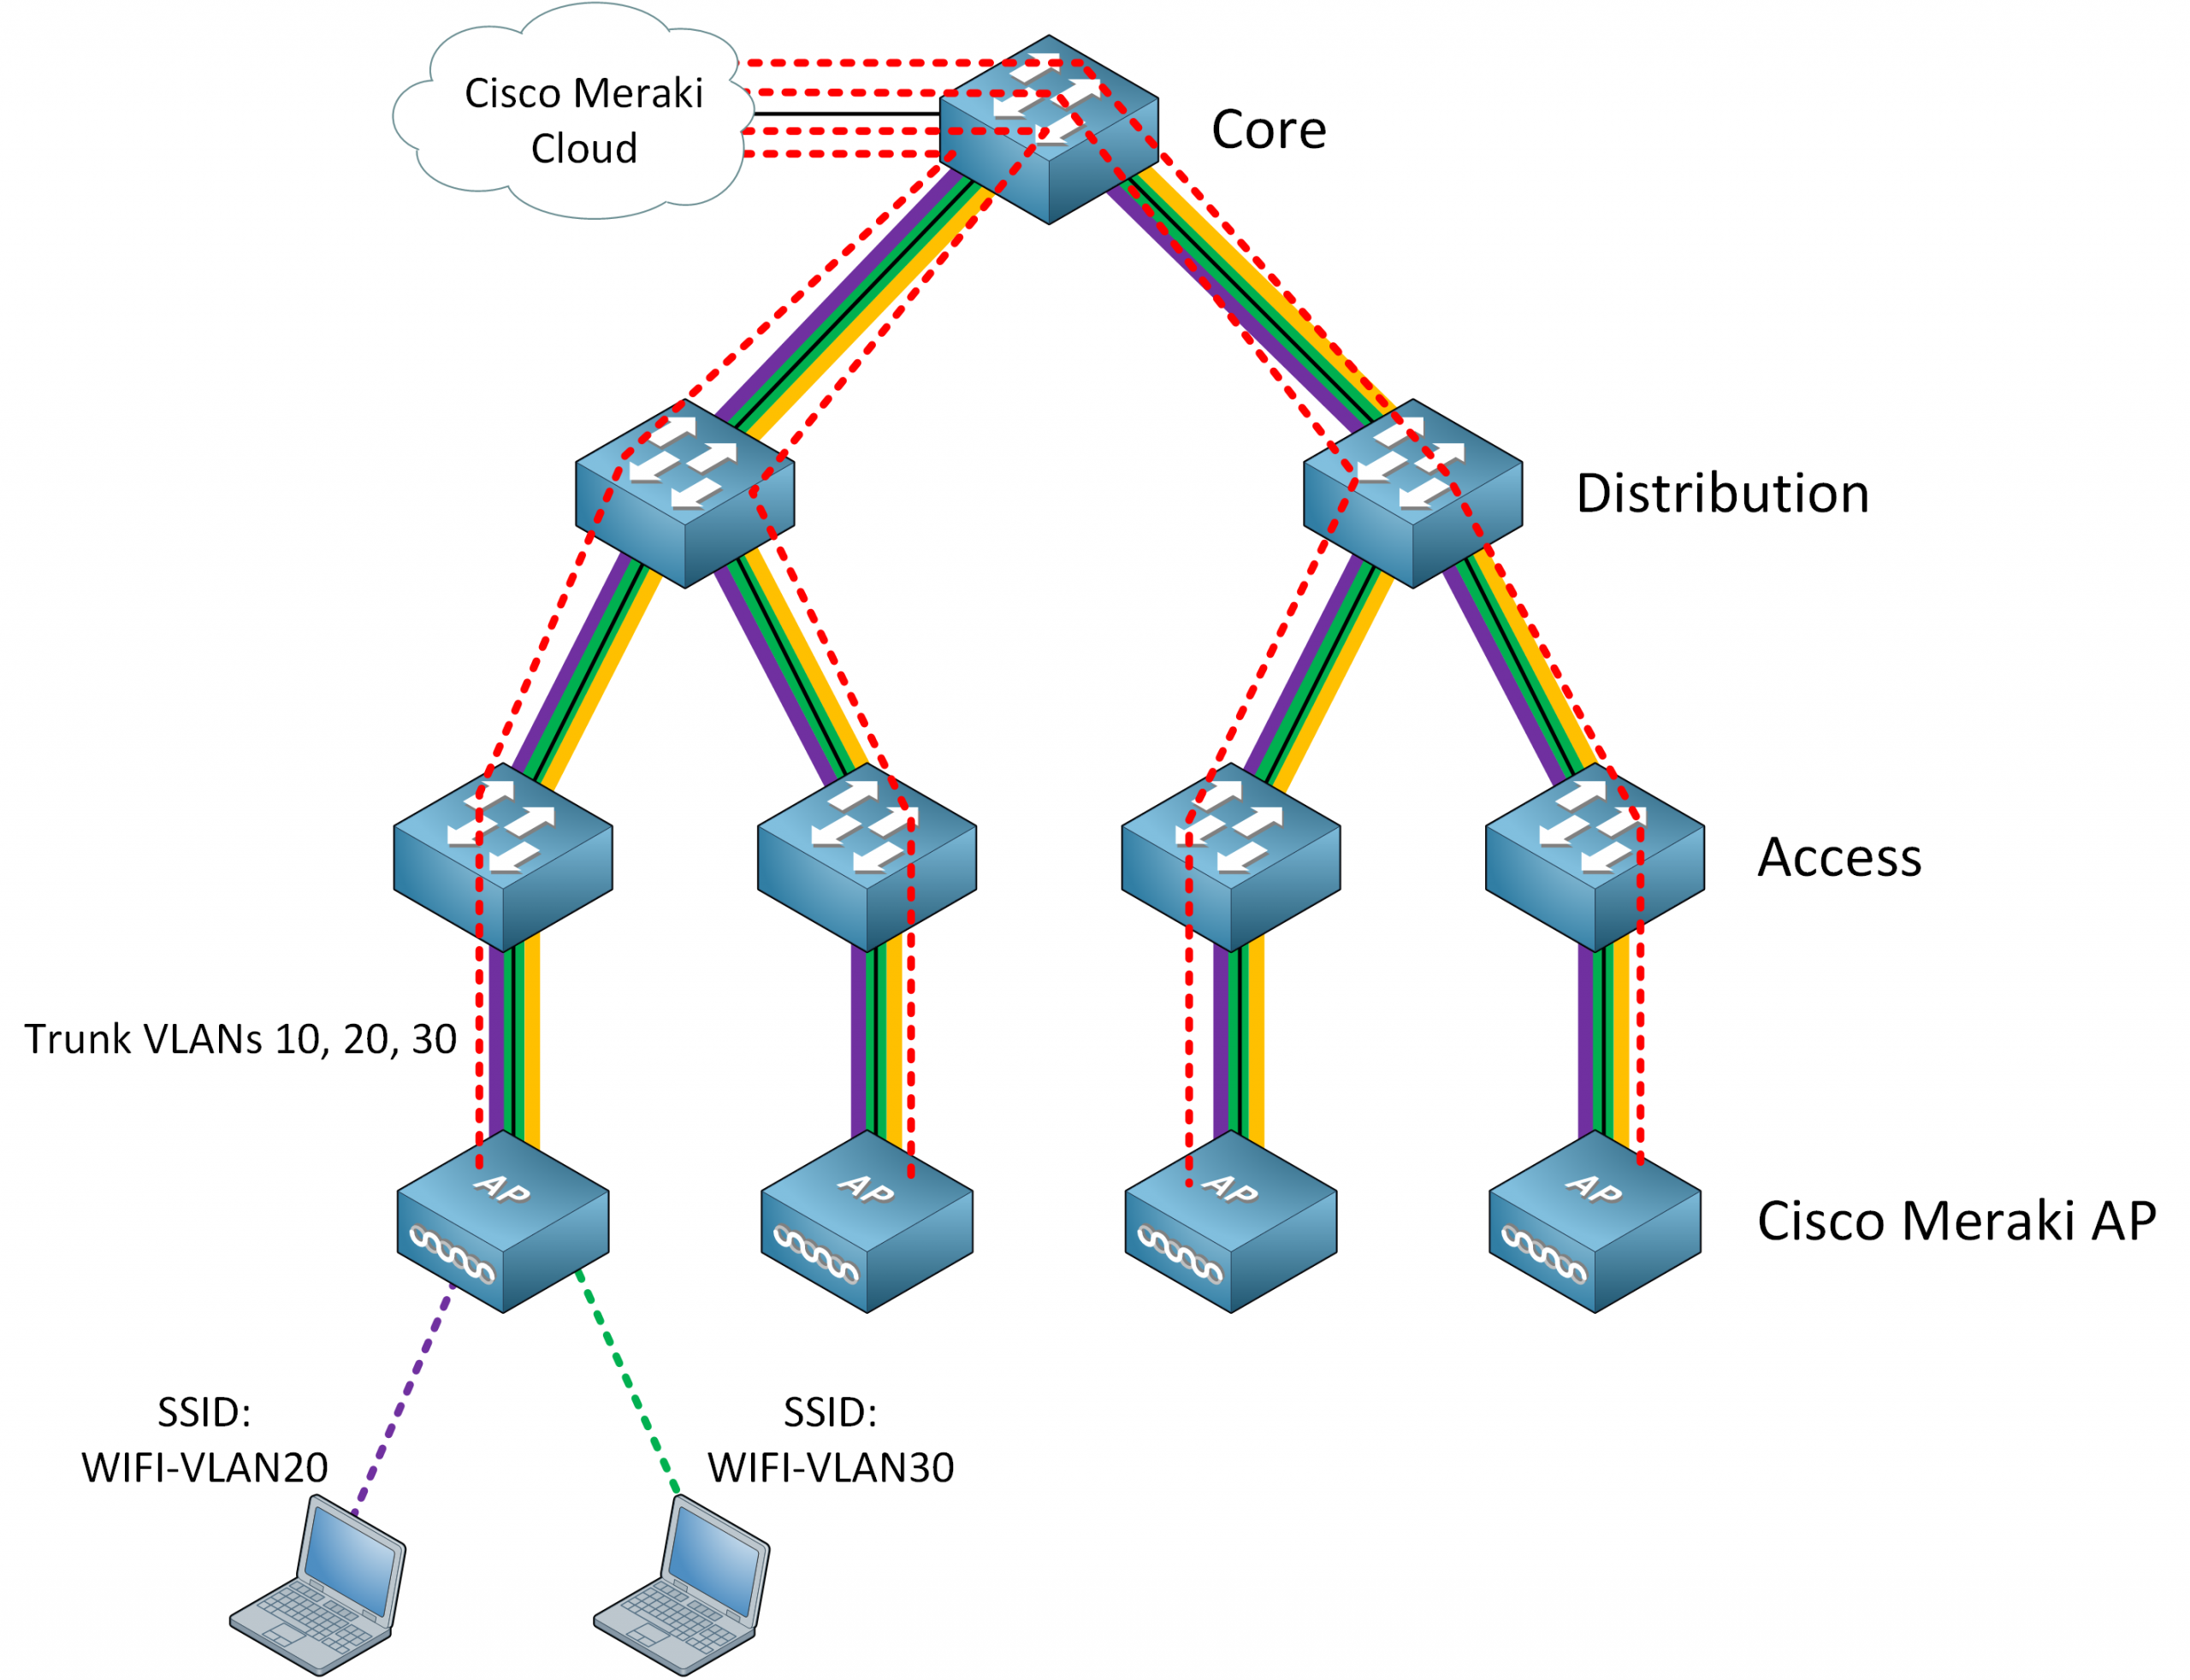 Cisco Meraki
Cloud
Core
Distribution
Access
Trunk VLANs 10, 20, 30
AP
AP
AP
AP
Cisco Meraki AP
SSID:
WIFI-VLAN20
SSID:
WIFI-VLAN30